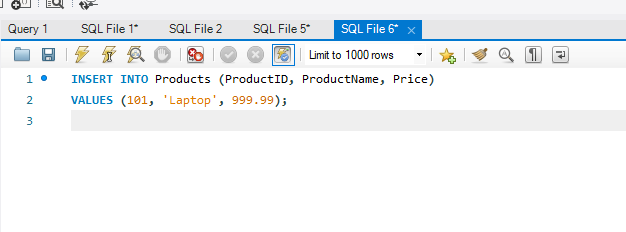 Query 1 SQL File 1* SQL File 2 SQL File 5* SQL File 6*
Limit to 1000 rows
1 INSERT INTO Products (ProductID, ProductName, Price)
2 VALUES (101, 'Laptop', 999.99);
3